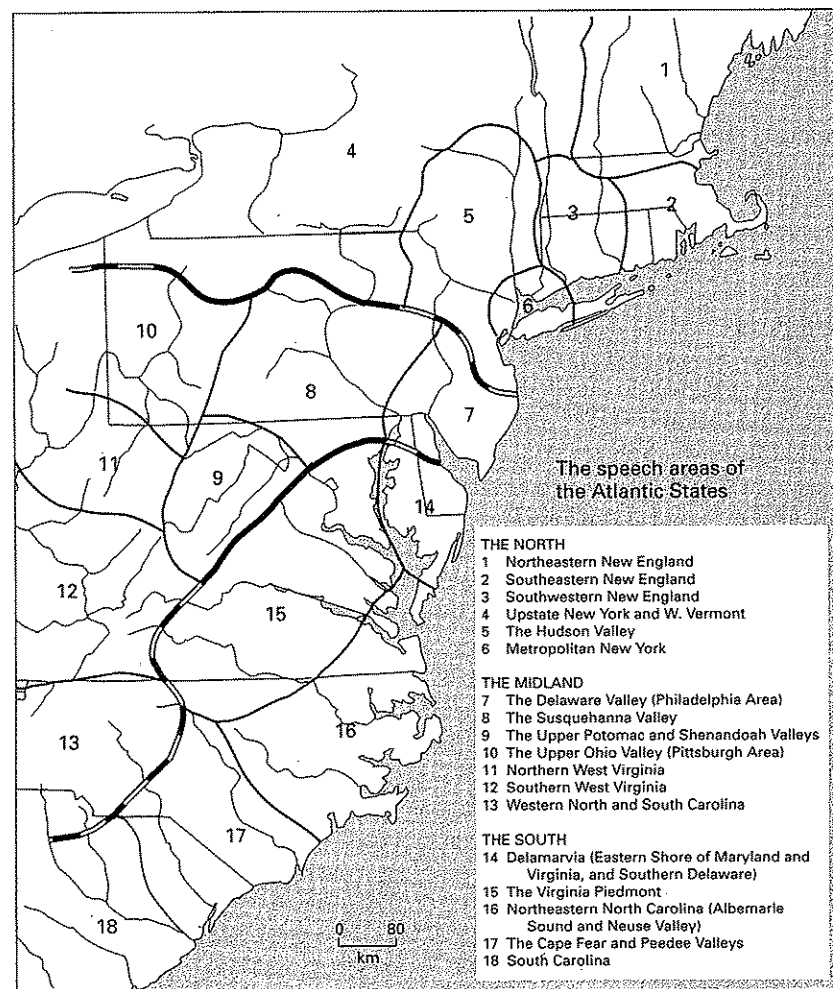 1
4
2
5
3
6
10
8
7
11
9
The speech areas of
the Atlantic States
14
12
15
13
16
17
18
0 80
km
THE NORTH
1 Northeastern New England
2 Southeastern New England
3 Southwestern New England
4 Upstate New York and W. Vermont
5 The Hudson Valley
6 Metropolitan New York
THE MIDLAND
7 The Delaware Valley (Philadelphia Area)
8 The Susquehanna Valley
9 The Upper Potomac and Shenandoah Valleys
10 The Upper Ohio Valley (Pittsburgh Area)
11 Northern West Virginia
12 Southern West Virginia
13 Western North and South Carolina
THE SOUTH
14 Delamarvia (Eastern Shore of Maryland and
Virginia, and Southern Delaware)
15 The Virginia Piedmont
16 Northeastern North Carolina (Albemarle
Sound and Neuse Valley)
17 The Cape Fear and Peedee Valleys
18 South Carolina